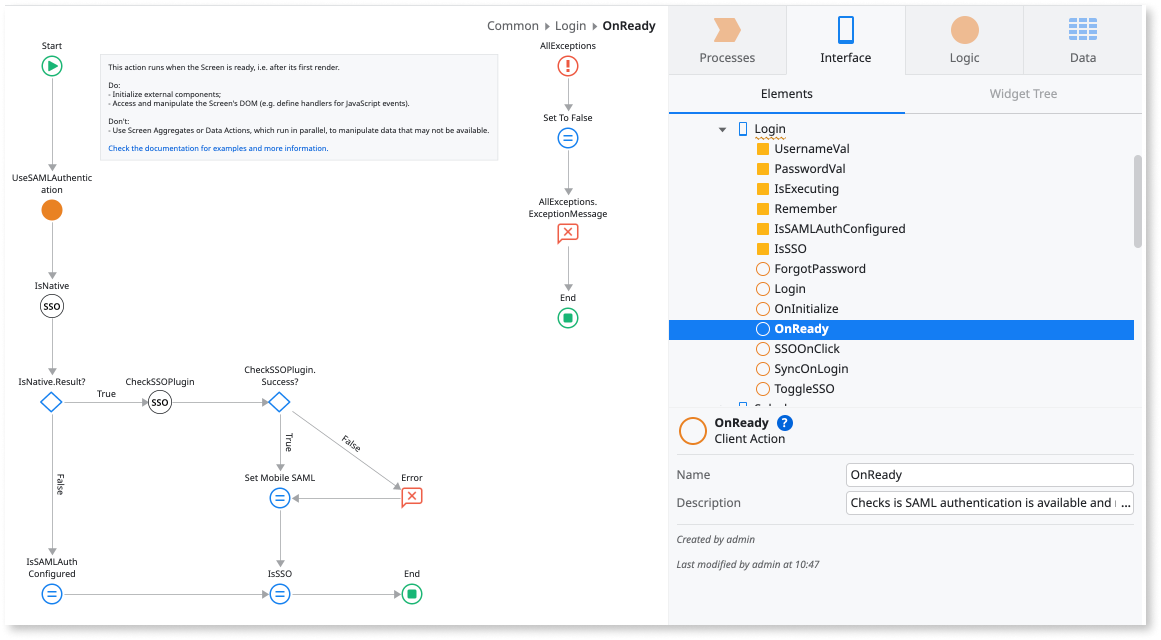 Common Login OnReady
Start
This action runs when the Screen is ready, i.e. after its first render.
Do:
- Initialize external components;
- Access and manipulate the Screen's DOM (e.g. define handlers for JavaScript events).
Don't:
- Use Screen Aggregates or Data Actions, which run in parallel, to manipulate data that may not be available.
Check the documentation for examples and more information.
UseSAMLAuthentic
ation
IsNative
SSO
IsNative.Result?
True
CheckSSOPlugin
SSO
CheckSSOPlugin.
Success?
True
False
False
Set Mobile SAML
Error
IsSAMLAuth
Configured
IsSSO
End
AllExceptions
Set To False
AllExceptions.
ExceptionMessage
End
Processes
Interface
Logic
Data
Elements
Widget Tree
Login
UsernameVal
PasswordVal
IsExecuting
Remember
IsSAMLAuthConfigured
IsSSO
ForgotPassword
Login
OnInitialize
OnReady
SSOOnClick
SyncOnLogin
ToggleSSO
OnReady ?
Client Action
Name
OnReady
Description
Checks is SAML authentication is available and ...
Created by admin
Last modified by admin at 10:47